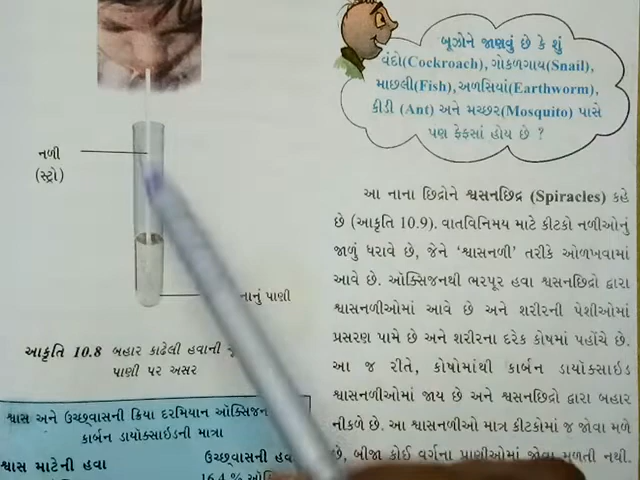 નળી
(સ્ટ્રો)
નાનું પાણી
આકૃતિ 10.8 બહાર કાઢેલી હવાની
પાણી પર અસર
શ્વાસ અને ઉચ્છ્વાસની ક્રિયા દરમિયાન ઑક્સિજન
કાર્બન ડાયૉક્સાઇડની માત્રા
શ્વાસ માટેની હવા
ઉચ્છ્વાસની હવા
16.4 %
બૂઝોને જાણવું છે કે શું
વંદો(Cockroach), ગોકળગાય(Snail),
માછલી(Fish), અળસિયાં(Earthworm),
કીડી (Ant) અને મચ્છર(Mosquito) પાસે
પણ ફેફસાં હોય છે ?
આ નાના છિદ્રોને શ્વસનછિદ્ર (Spiracles) કહે
છે (આકૃતિ 10.9). વાતવિનિમય માટે કીટકો નળીઓનું
જાળું ધરાવે છે, જેને ‘શ્વાસનળી’ તરીકે ઓળખવામાં
આવે છે. ઑક્સિજનથી ભરપૂર હવા શ્વસનછિદ્રો દ્વારા
શ્વાસનળીઓમાં આવે છે અને શરીરની પેશીઓમાં
પ્રસરણ પામે છે અને શરીરના દરેક કોષમાં પહોંચે છે.
આ જ રીતે, કોષોમાંથી કાર્બન ડાયૉક્સાઇડ
શ્વાસનળીઓમાં જાય છે અને શ્વસનછિદ્રો દ્વારા બહાર
નીકળે છે. આ શ્વાસનળીઓ માત્ર કીટકોમાં જ જોવા મળે
છે, બીજા કોઈ વર્ગના પ્રાણીઓમાં જોવા મળતી નથી.